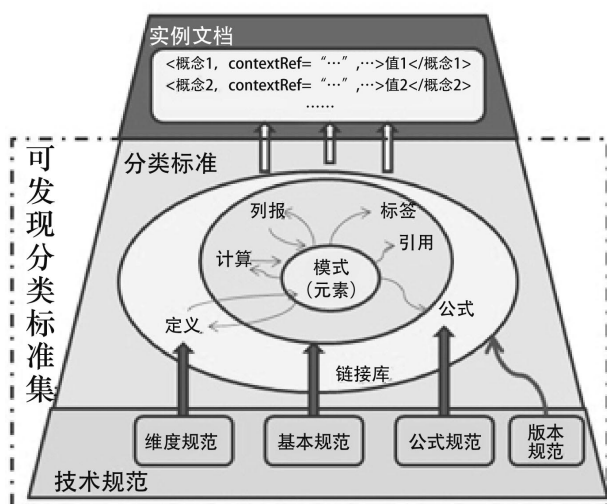 实例文档
<概念1, contextRef= “…” ,…>值1</概念1>
<概念2, contextRef= “…” ,…>值2</概念2>
……
可发现分类标准集
分类标准
列报
标签
引用
计算
模式
（元素）
公式
定义
链接库
维度规范
基本规范
公式规范
版本
规范
技术规范